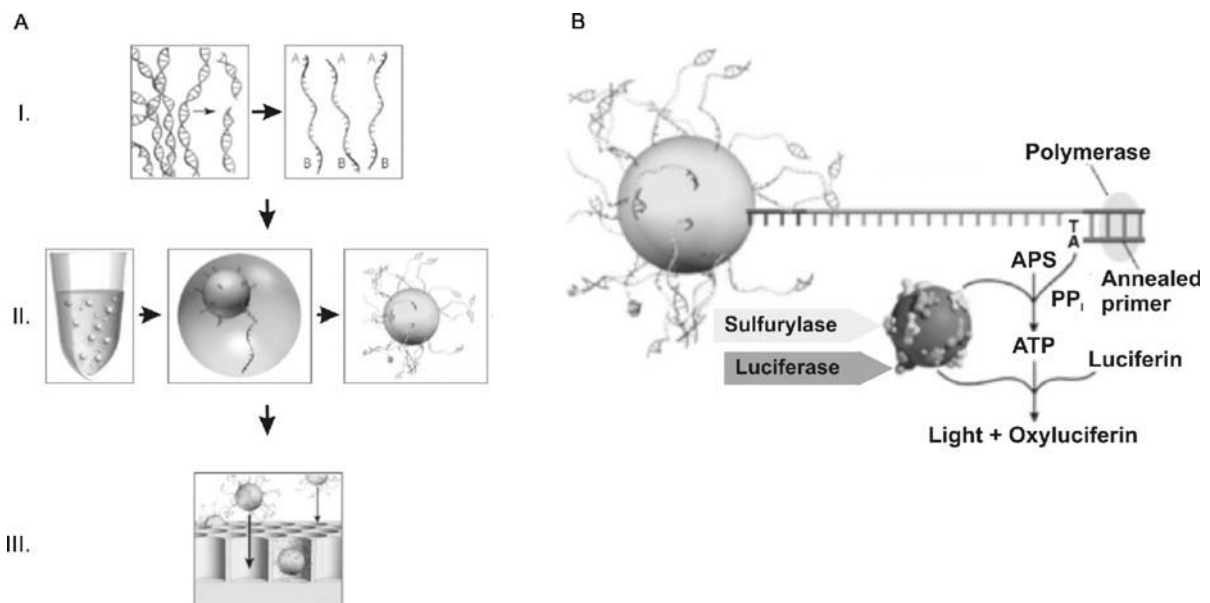 A
I.
A A A
B B B
II.
III.
B
Polymerase
T
A
Annealed
primer
APS
PPi
Sulfurylase
Luciferase
ATP
Luciferin
Light + Oxyluciferin